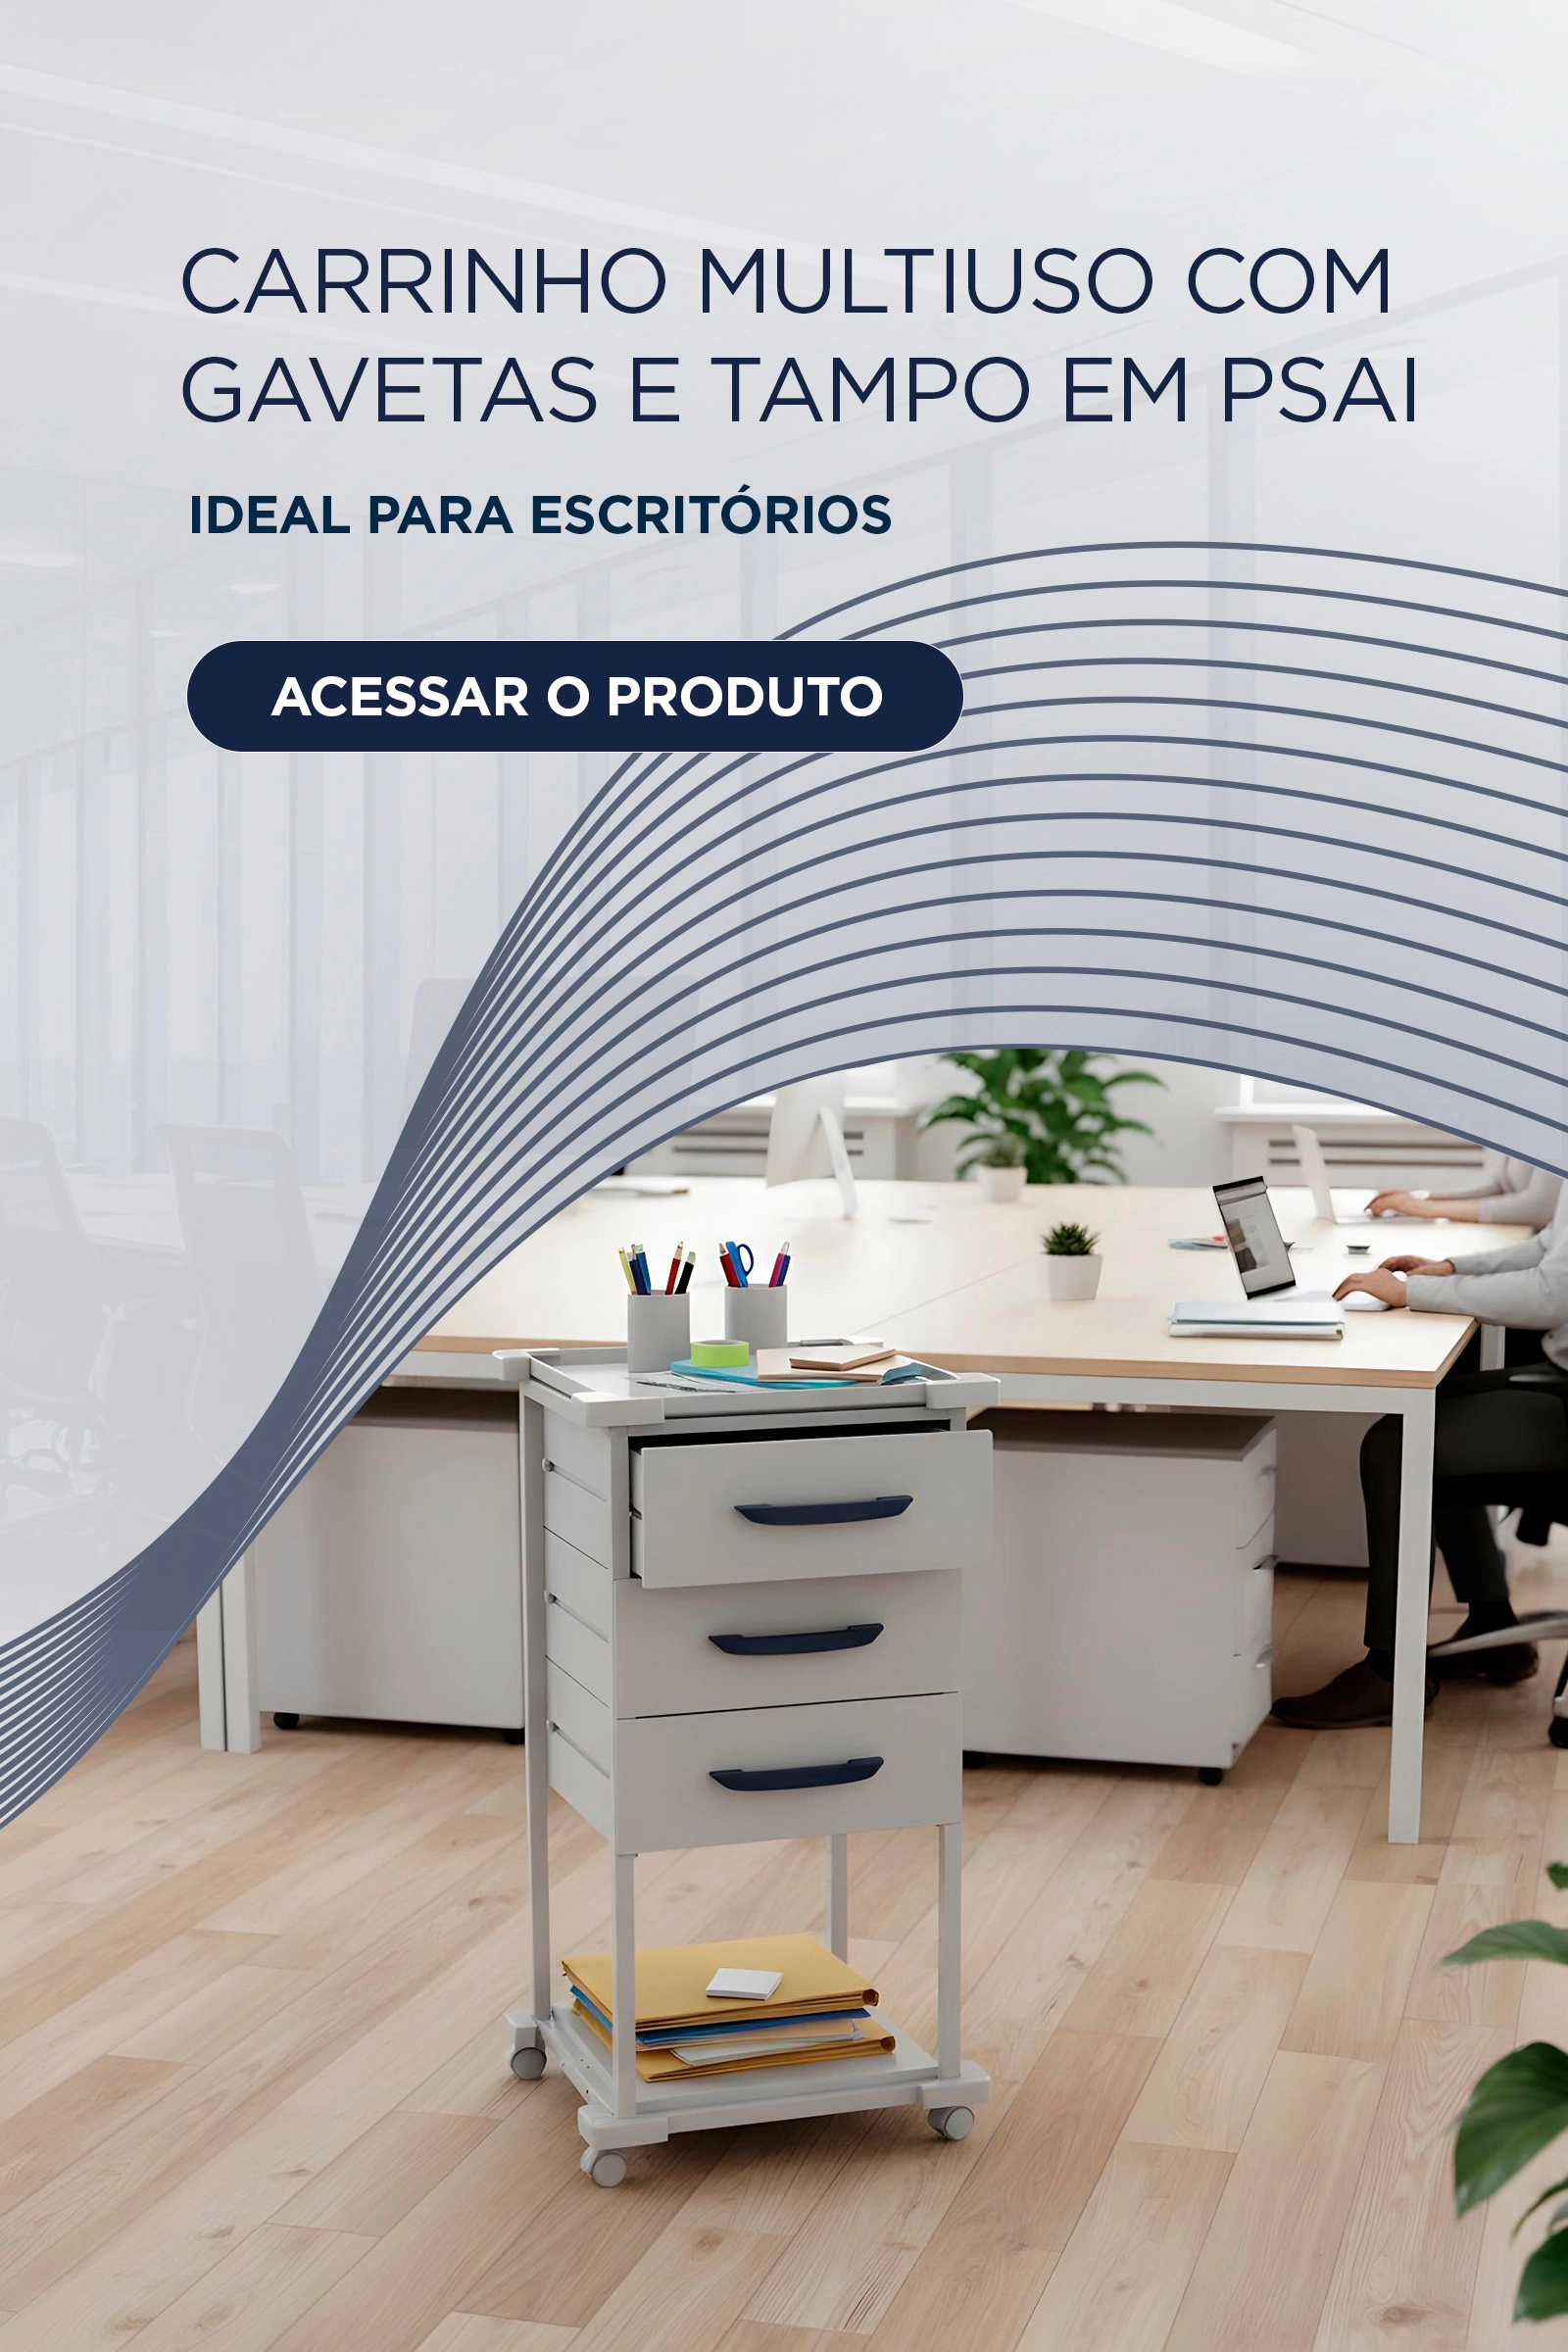 CARRINHO MULTIUSO COM
GAVETAS E TAMPO EM PSAI
IDEAL PARA ESCRITÓRIOS
ACESSAR O PRODUTO